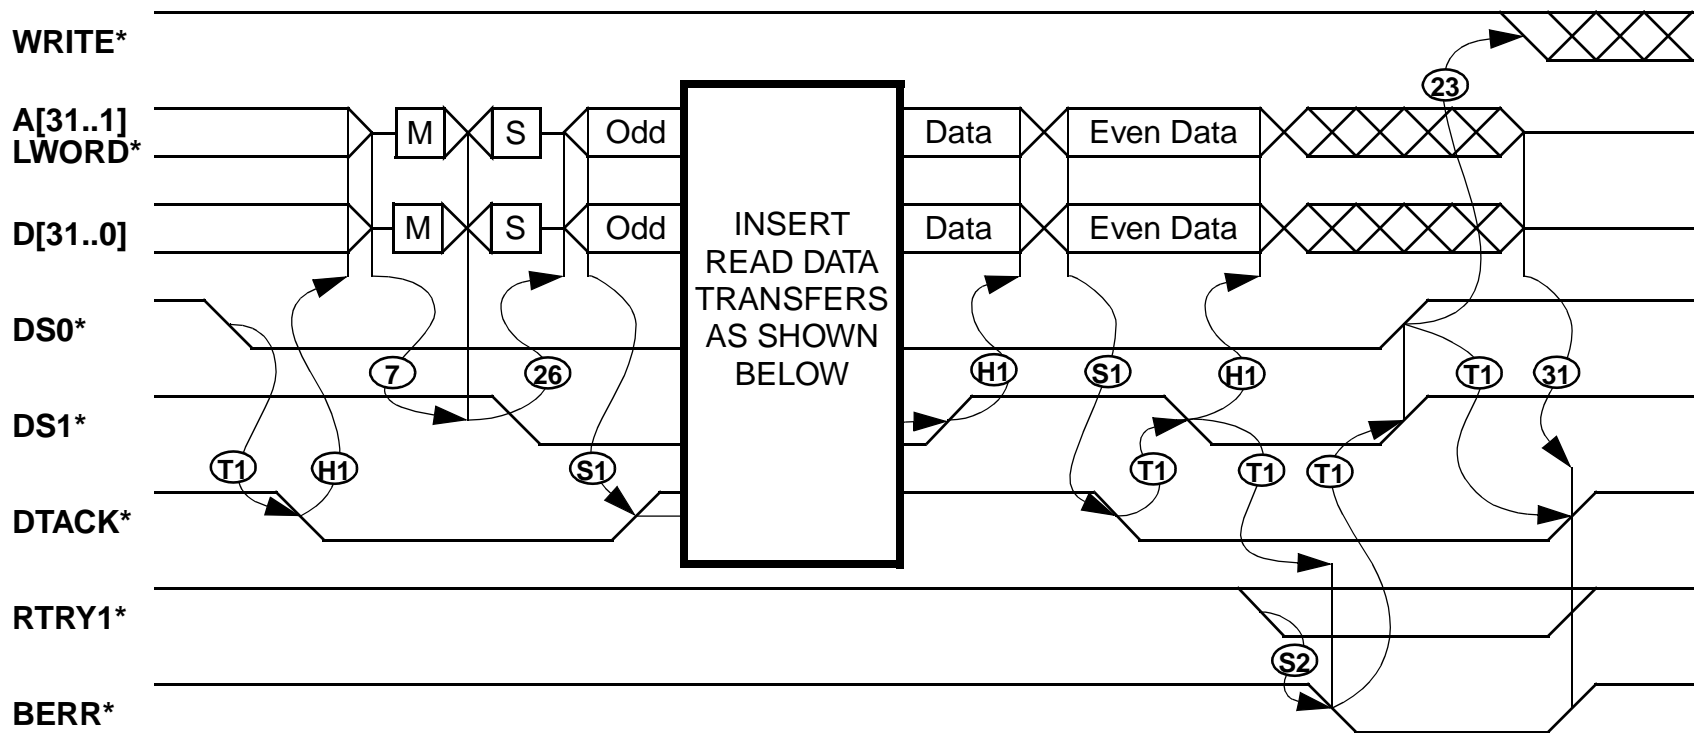 WRITE*
23
A[31..1]
LWORD*
M S Odd Data Even Data
D[31..0]
M S Odd Data Even Data
INSERT
READ DATA
TRANSFERS
AS SHOWN
BELOW
DS0*
7 26 H1 S1 H1 T1 31
DS1*
T1 H1 S1 T1 T1 T1
DTACK*
RTRY1*
S2
BERR*